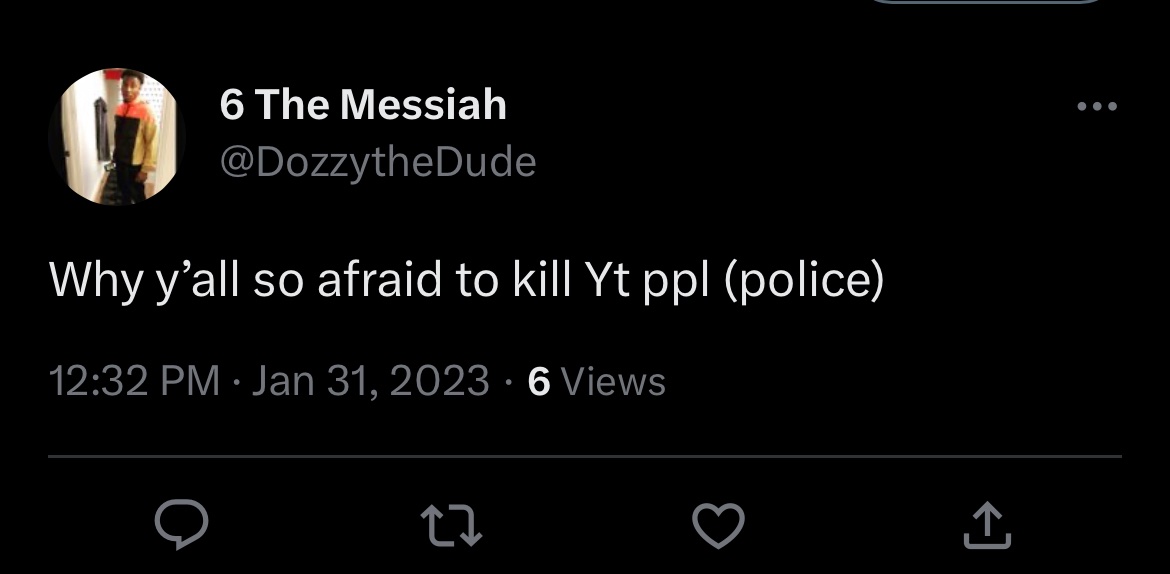 6 The Messiah
@DozzytheDude
Why y’all so afraid to kill Yt ppl (police)
12:32 PM · Jan 31, 2023 · 6 Views